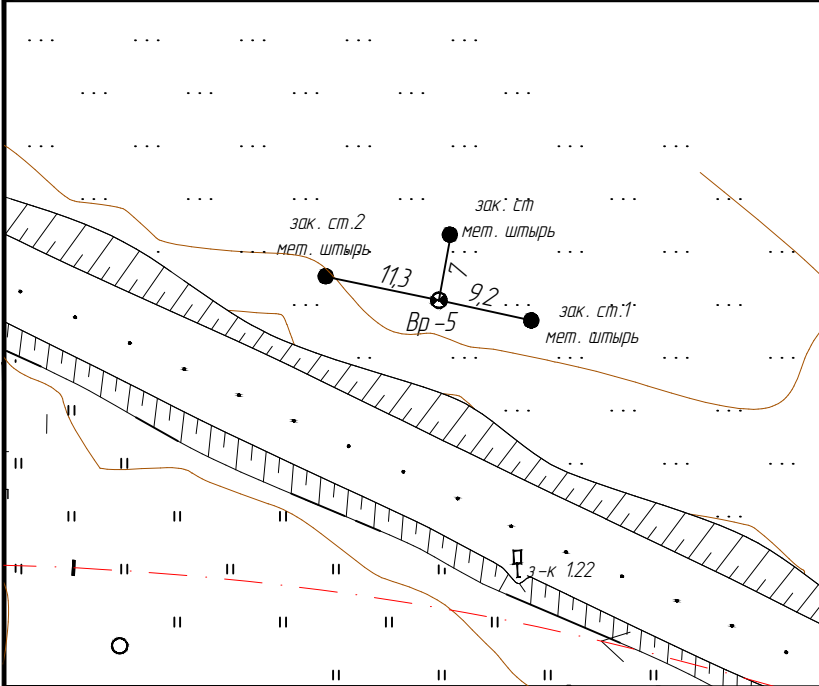 зак. ст
мет. штырь
зак. ст.2
мет. штырь
11,3
7
9,2
Вр-5
зак. ст.1
мет. штырь
з-к 1.22